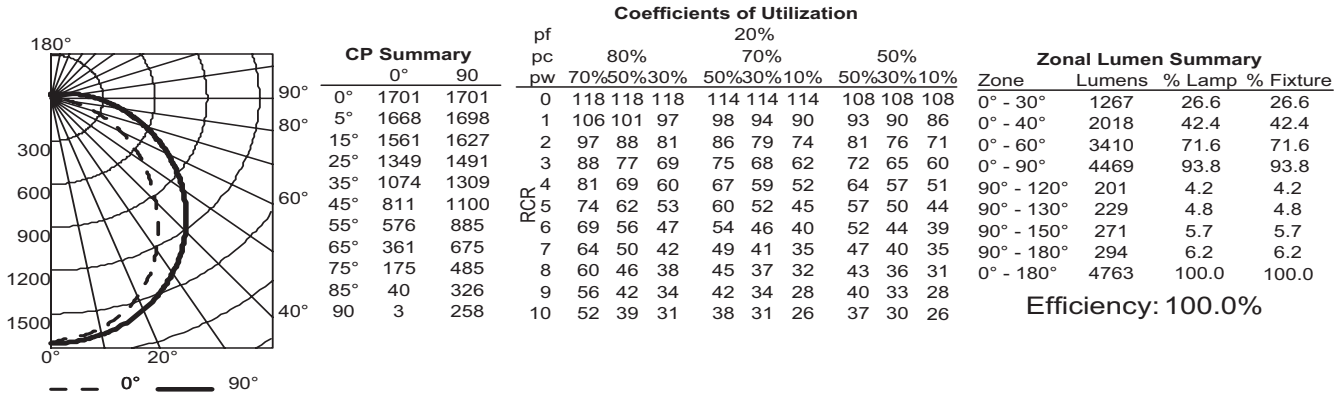 180°
90°
80°
60°
40°
300
600
900
1200
1500
0° 20°
0° 90°
CP Summary
0° 90
0° 1701 1701
5° 1668 1698
15° 1561 1627
25° 1349 1491
35° 1074 1309
45° 811 1100
55° 576 885
65° 361 675
75° 175 485
85° 40 326
90 3 258
Coefficients of Utilization
pf 20%
pc 80% 70% 50%
pw 70%50%30% 50%30%10% 50%30%10%
RCR
0 118 118 118 114 114 114 108 108 108
1 106 101 97 98 94 90 93 90 86
2 97 88 81 86 79 74 81 76 71
3 88 77 69 75 68 62 72 65 60
4 81 69 60 67 59 52 64 57 51
5 74 62 53 60 52 45 57 50 44
6 69 56 47 54 46 40 52 44 39
7 64 50 42 49 41 35 47 40 35
8 60 46 38 45 37 32 43 36 31
9 56 42 34 42 34 28 40 33 28
10 52 39 31 38 31 26 37 30 26
Zonal Lumen Summary
Zone Lumens % Lamp % Fixture
0° - 30° 1267 26.6 26.6
0° - 40° 2018 42.4 42.4
0° - 60° 3410 71.6 71.6
0° - 90° 4469 93.8 93.8
90° - 120° 201 4.2 4.2
90° - 130° 229 4.8 4.8
90° - 150° 271 5.7 5.7
90° - 180° 294 6.2 6.2
0° - 180° 4763 100.0 100.0
Efficiency: 100.0%